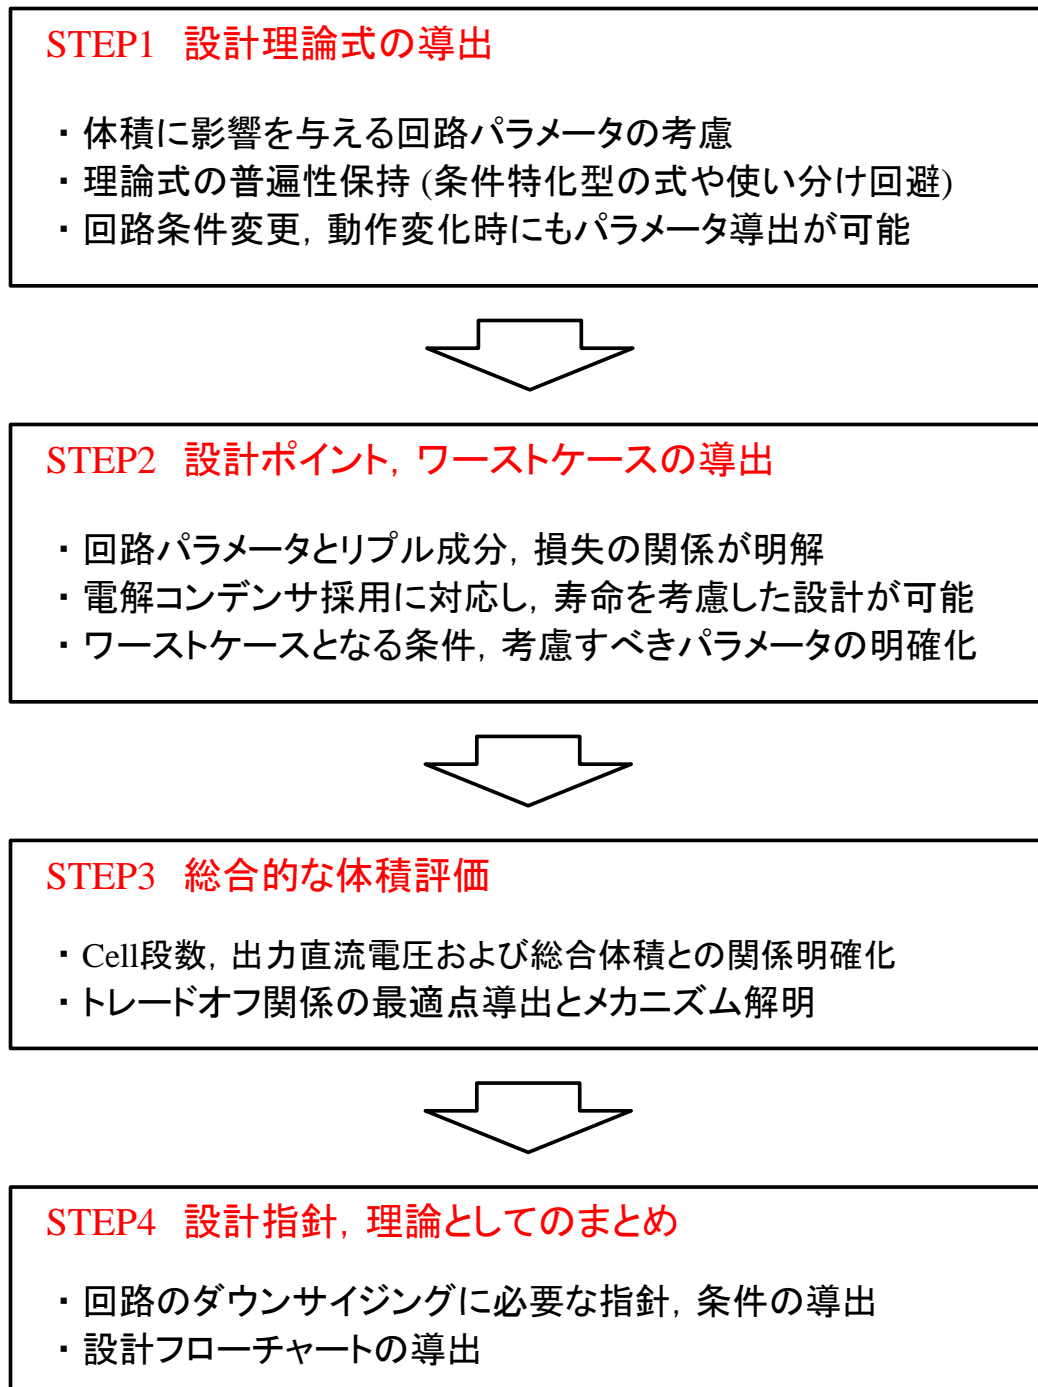 STEP1 設計理論式の導出
・体積に影響を与える回路パラメータの考慮
・理論式の普遍性保持 (条件特化型の式や使い分け回避)
・回路条件変更, 動作変化時にもパラメータ導出が可能
STEP2 設計ポイント, ワーストケースの導出
・回路パラメータとリプル成分, 損失の関係が明解
・電解コンデンサ採用に対応し, 寿命を考慮した設計が可能
・ワーストケースとなる条件, 考慮すべきパラメータの明確化
STEP3 総合的な体積評価
・Cell段数, 出力直流電圧および総合体積との関係明確化
・トレードオフ関係の最適点導出とメカニズム解明
STEP4 設計指針, 理論としてのまとめ
・回路のダウンサイジングに必要な指針, 条件の導出
・設計フローチャートの導出